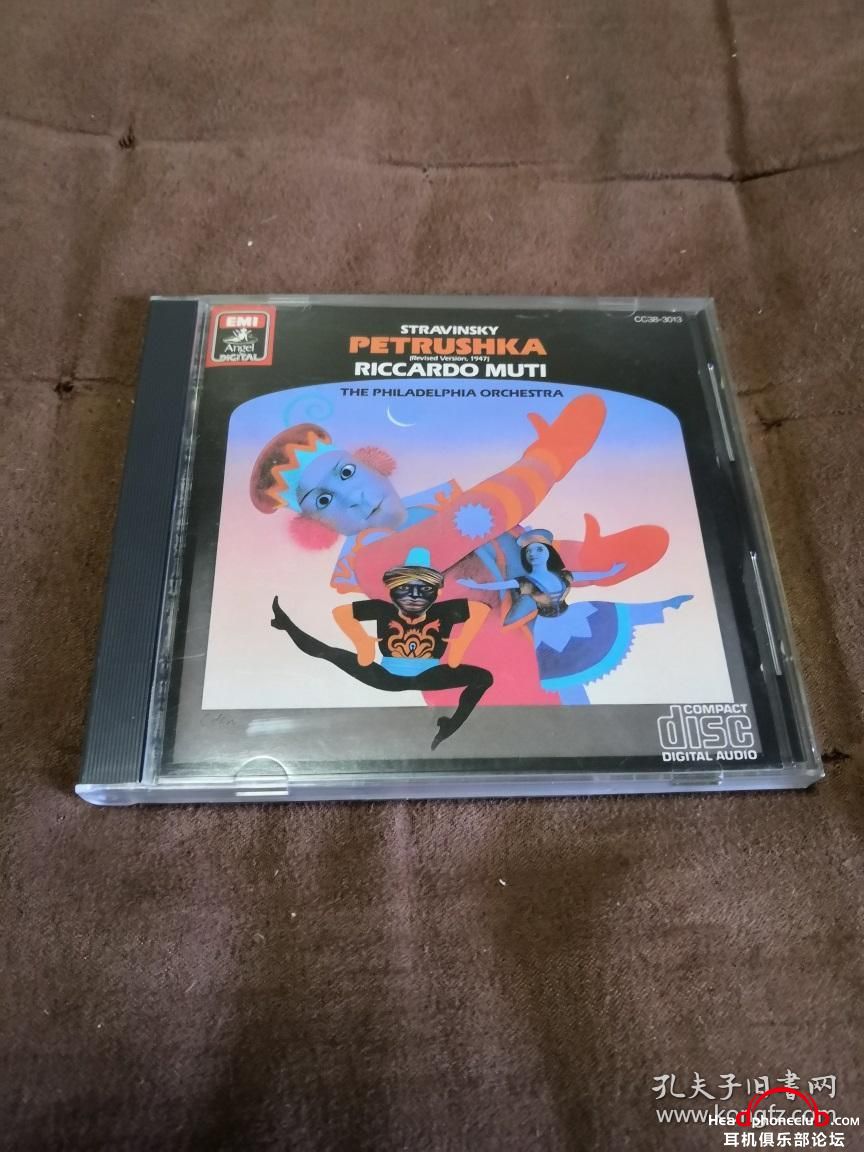 EMI
Angel
DIGITAL
STRAVINSKY
PETRUSHKA
(Revised Version, 1947)
RICCARDO MUTI
THE PHILADELPHIA ORCHESTRA
CC38-3013
COMPACT
disc
DIGITAL AUDIO
孔夫子旧书网
耳机俱乐部论坛